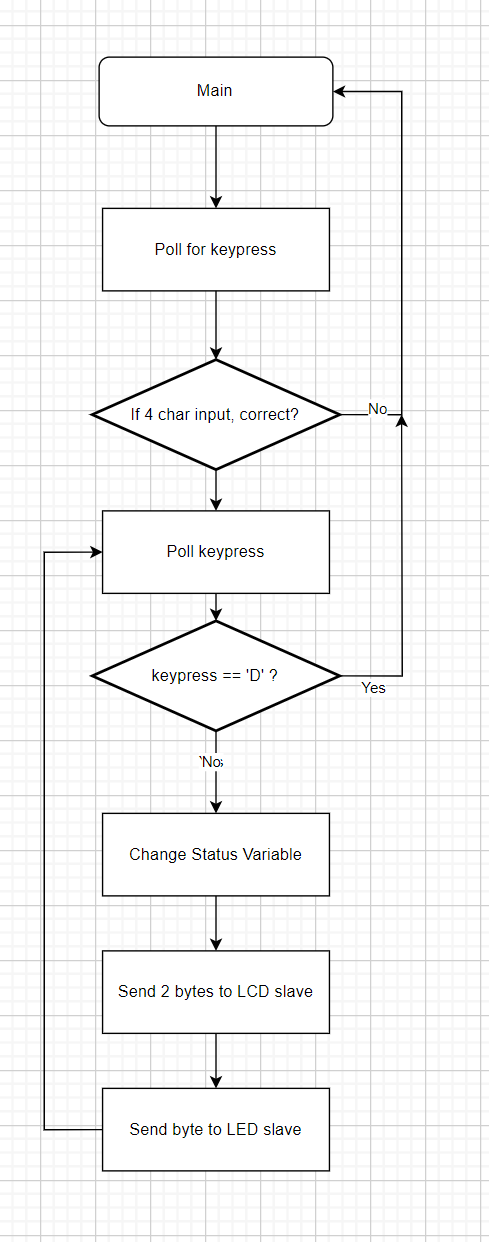 Main
Poll for keypress
If 4 char input, correct?
No
Poll keypress
keypress == 'D' ?
Yes
`No;
Change Status Variable
Send 2 bytes to LCD slave
Send byte to LED slave